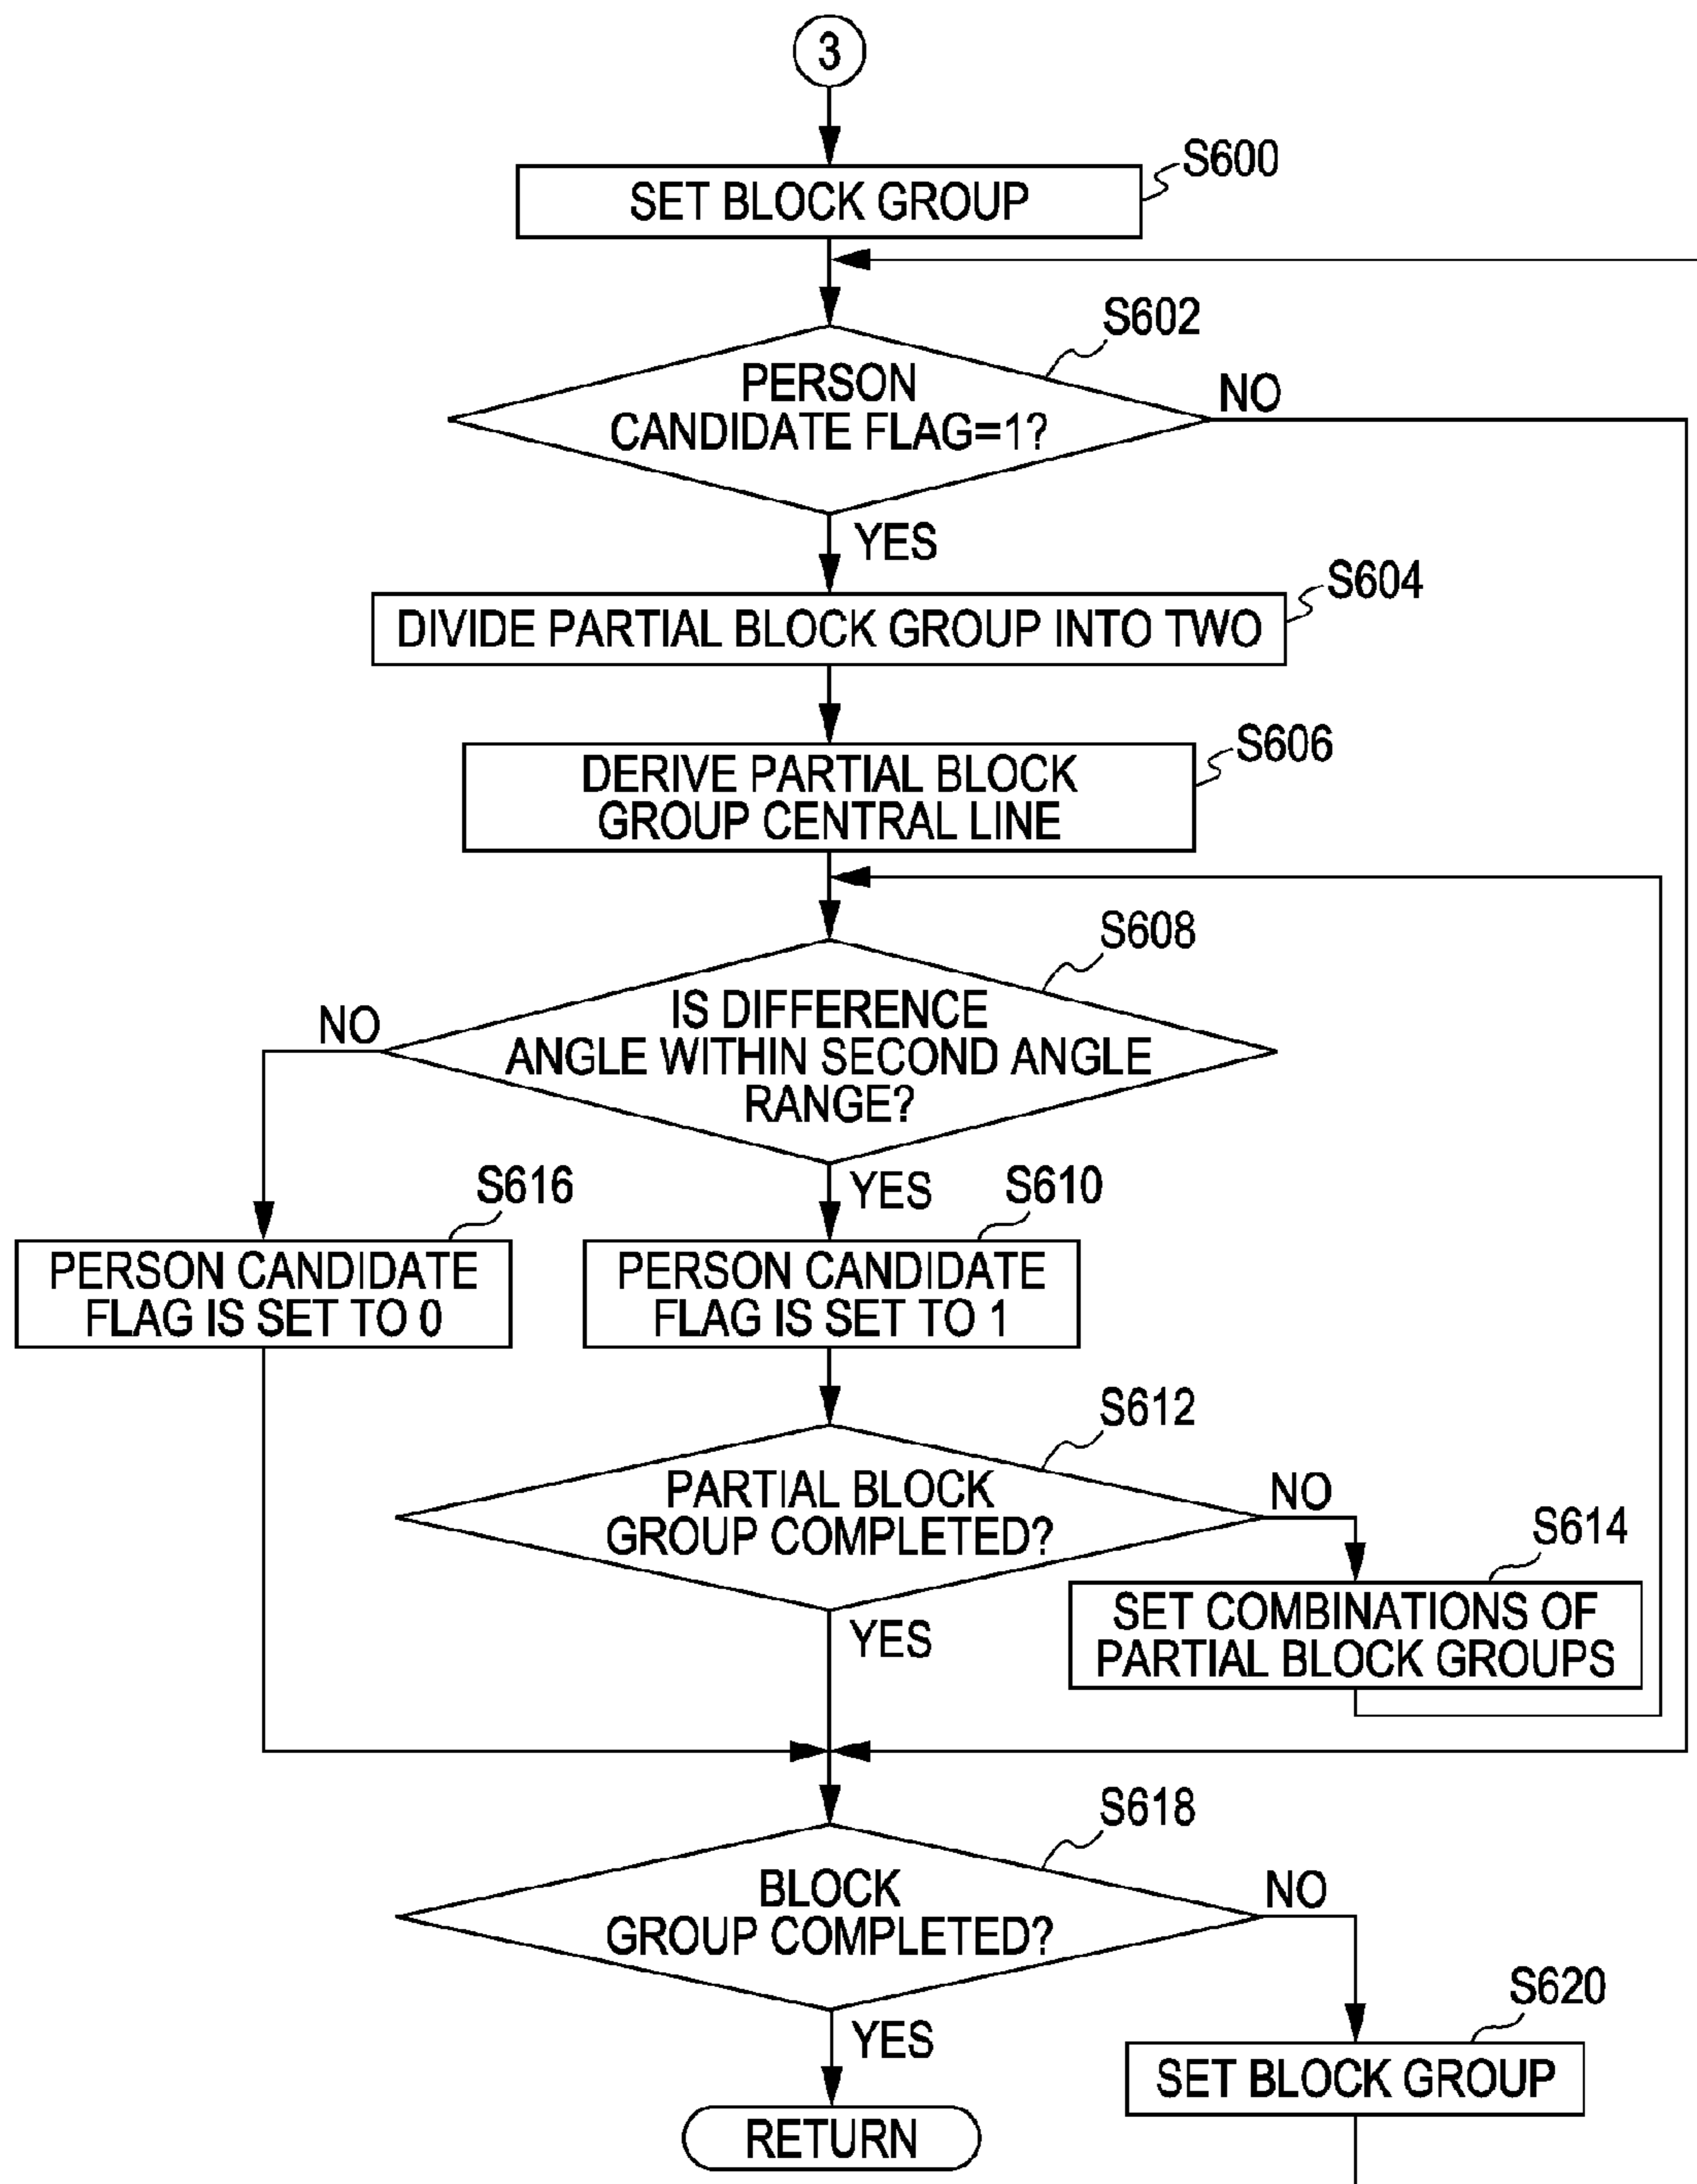 3
S600
SET BLOCK GROUP
S602
PERSON
CANDIDATE FLAG=1?
NO
YES
S604
DIVIDE PARTIAL BLOCK GROUP INTO TWO
S606
DERIVE PARTIAL BLOCK
GROUP CENTRAL LINE
S608
IS DIFFERENCE
ANGLE WITHIN SECOND ANGLE
RANGE?
NO
YES
S616
S610
PERSON CANDIDATE
FLAG IS SET TO 0
PERSON CANDIDATE
FLAG IS SET TO 1
S612
PARTIAL BLOCK
GROUP COMPLETED?
NO
YES
S614
SET COMBINATIONS OF
PARTIAL BLOCK GROUPS
S618
BLOCK
GROUP COMPLETED?
NO
YES
S620
SET BLOCK GROUP
RETURN